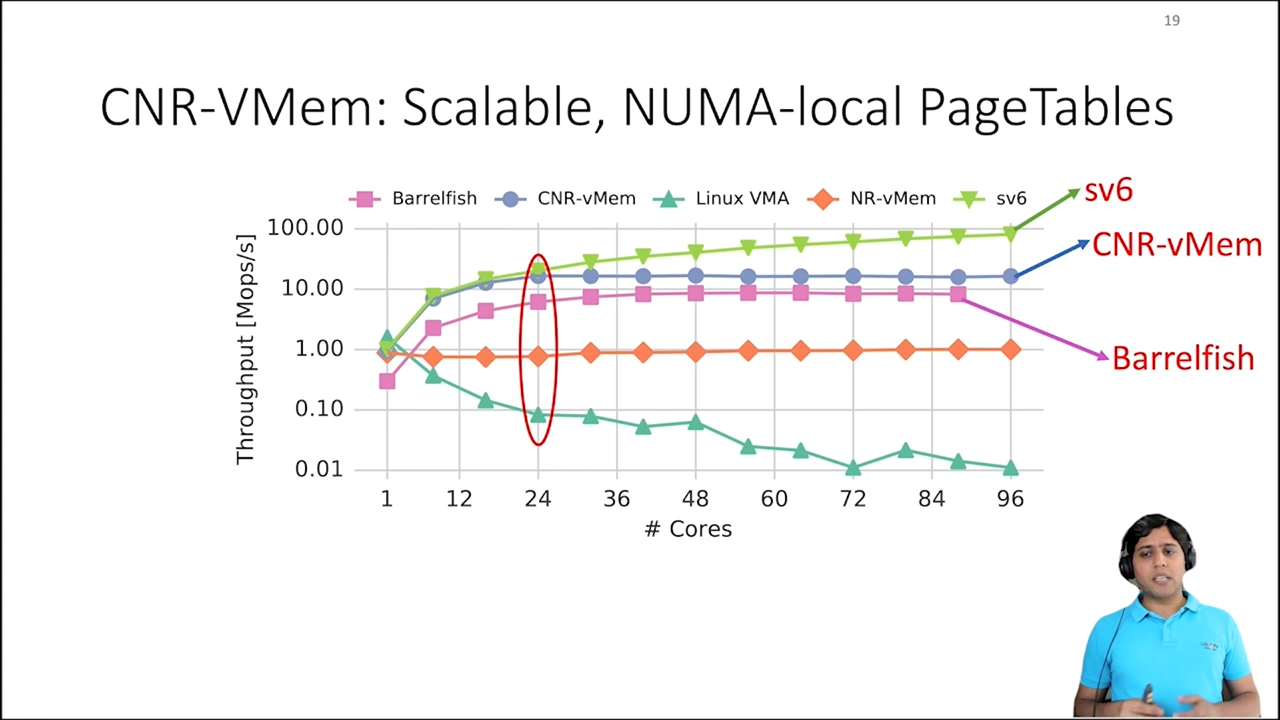 19
CNR-VMem: Scalable, NUMA-local PageTables
Barrelfish CNR-vMem Linux VMA NR-vMem sv6
sv6
CNR-vMem
Barrelfish
Throughput [Mops/s]
100.00
10.00
1.00
0.10
0.01
1 12 24 36 48 60 72 84 96
# Cores